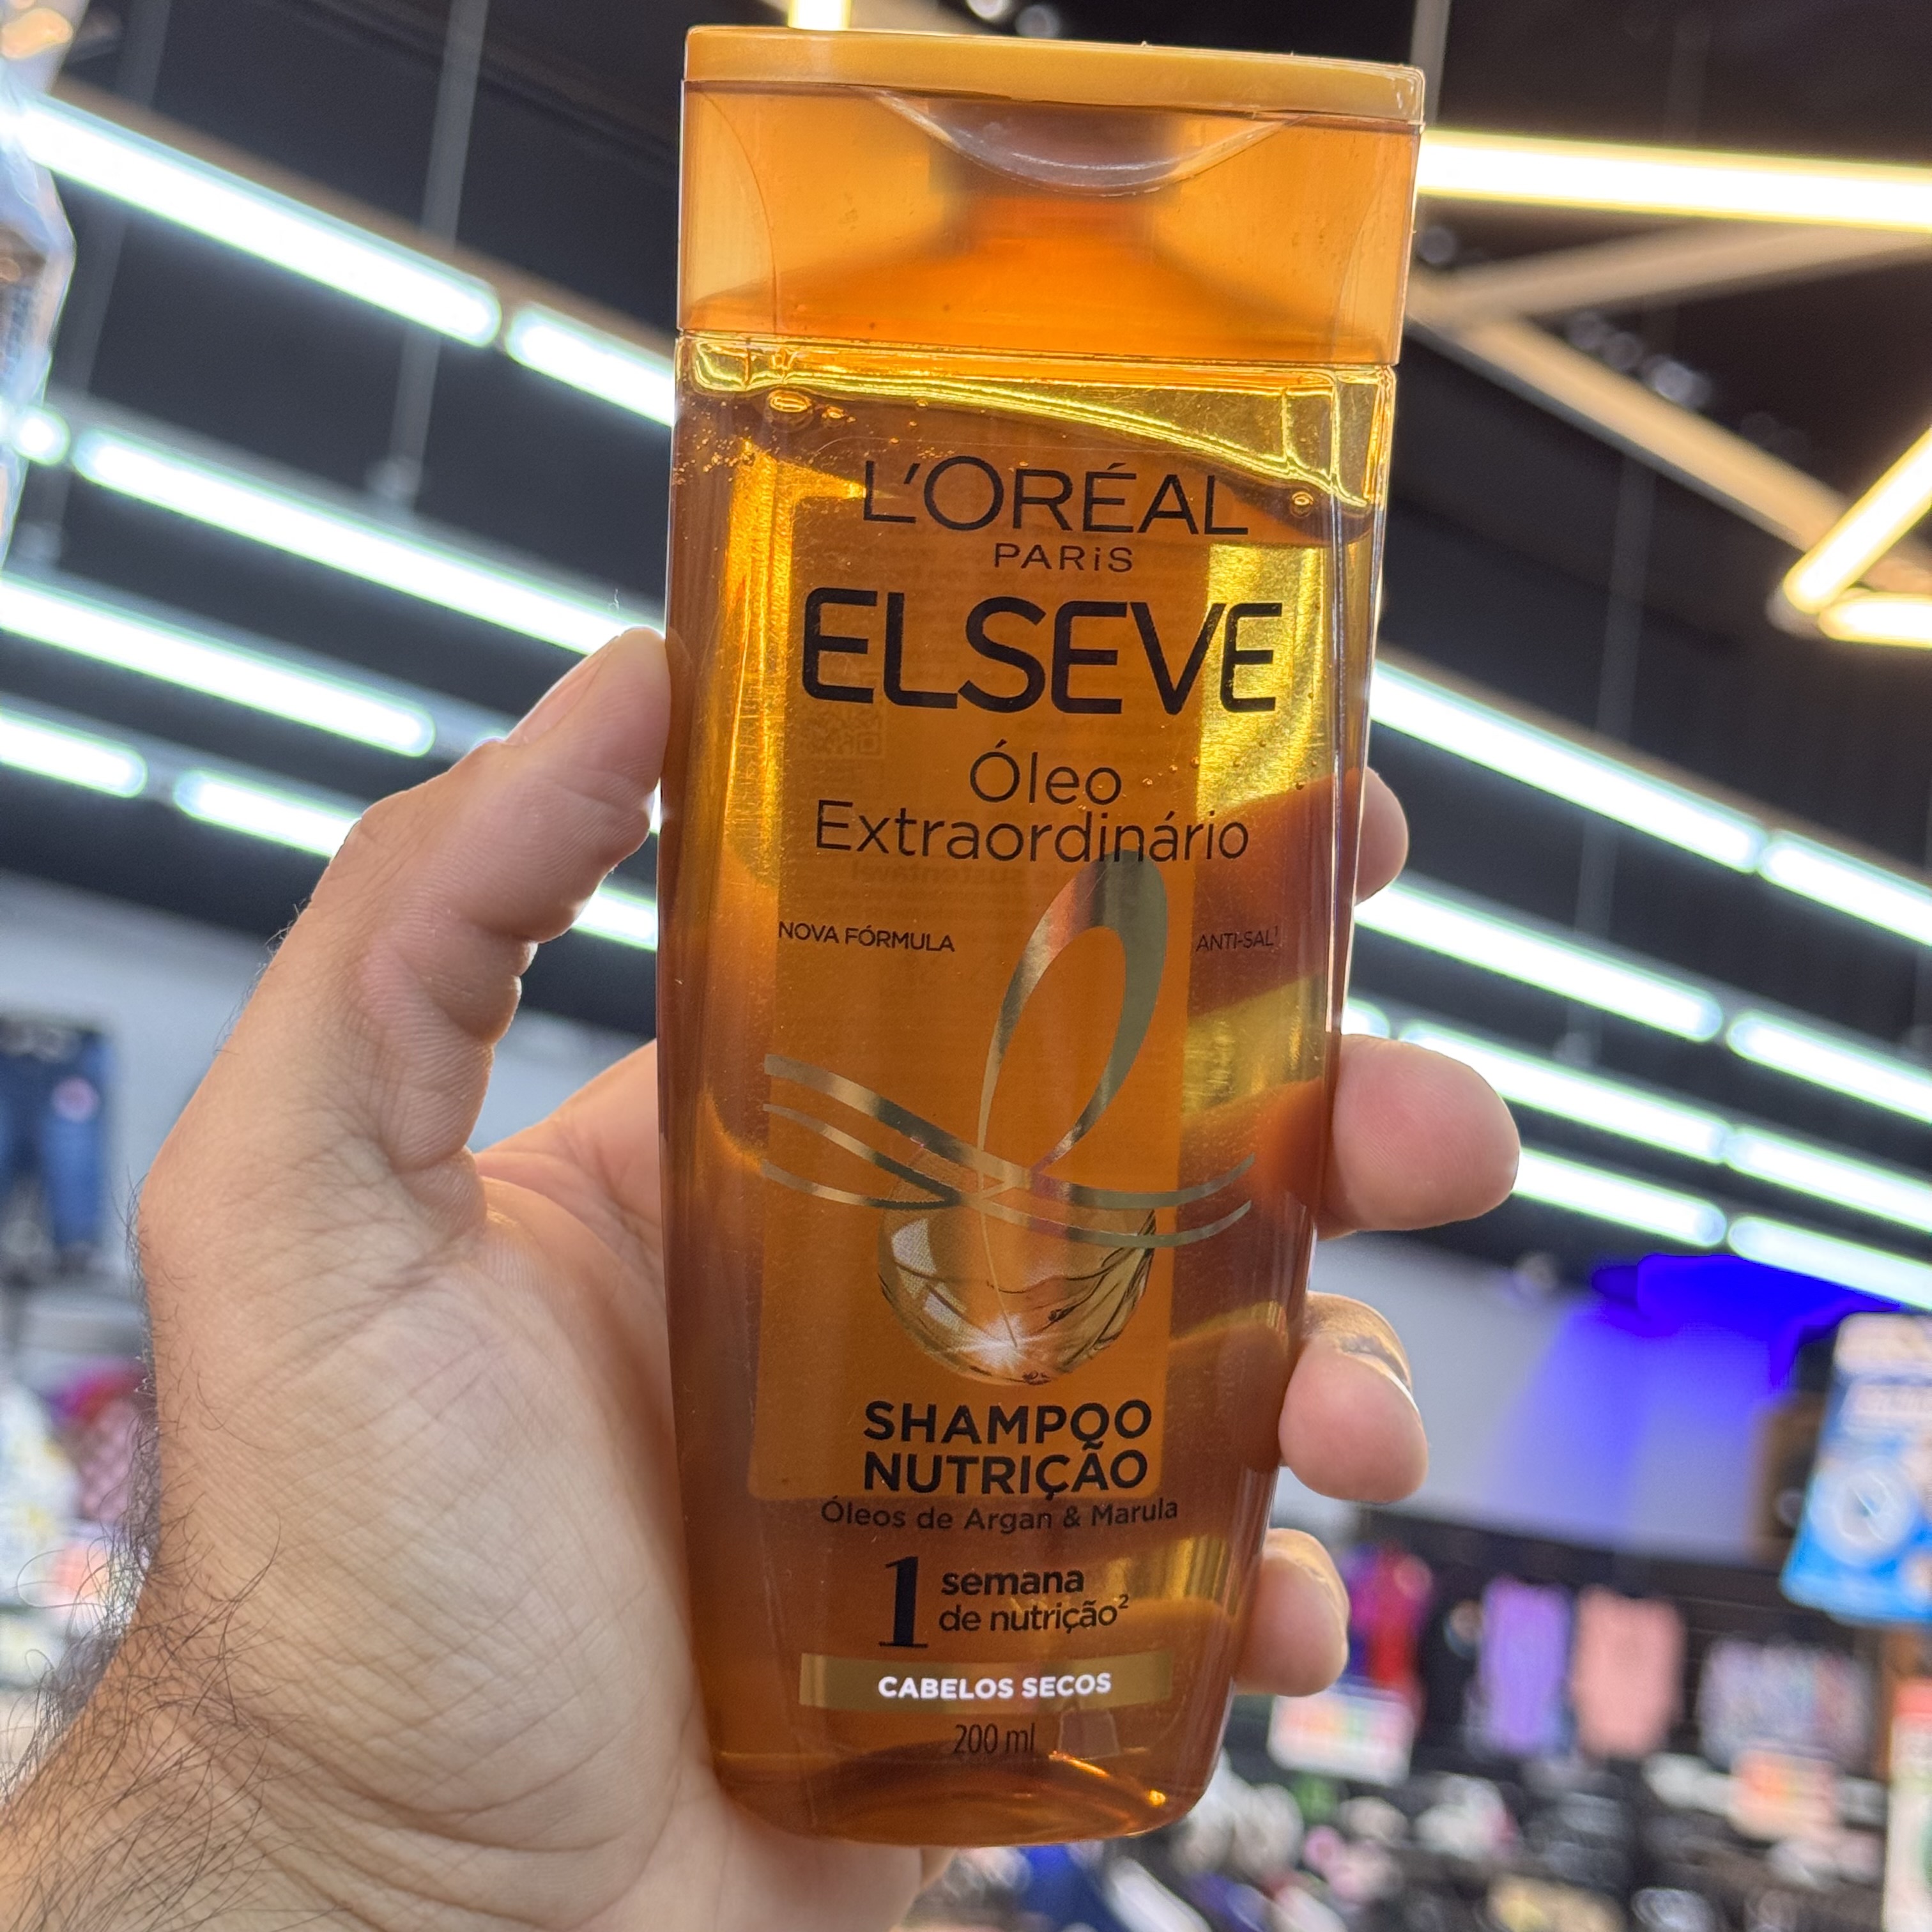 L'ORÉAL
PARiS
ELSEVE
Óleo
Extraordinário
NOVA FÓRMULA
ANTI-SAL¹
SHAMPOO
NUTRIÇÃO
Óleos de Argan & Marula
1 semana
de nutrição²
CABELOS SECOS
200 ml